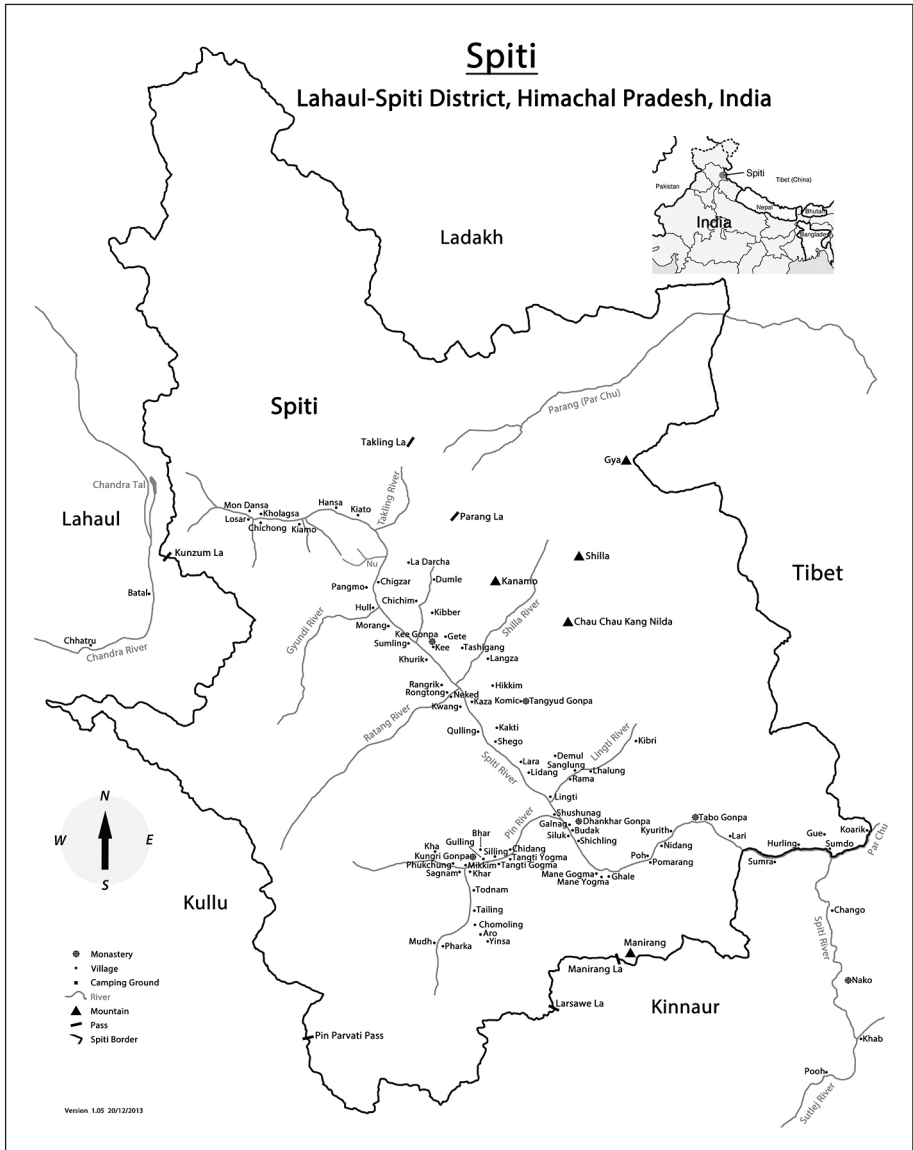 Spiti
Lahaul-Spiti District, Himachal Pradesh, India
Spiti
Tibet (China)
Pakistan
Nepal
Bhutan
India
Bangladesh
Ladakh
Parang (Par Chu)
Spiti
Takling La
Gya
Chandra Tal
Takling River
Lahaul
Mon Dansa
Kholagsa
Hansa
Kiato
Losar
Chichong
Kiamo
Parang La
Kunzum La
Nu
La Darcha
Shilla
Tibet
Pangmo
Chigzar
Dumle
Kanamo
Batal
Chichim
Hull
Kibber
Shilla River
Chau Chau Kang Nilda
Gyundi River
Morang
Chhatru
Chandra River
Kee Gonpa
Gete
Sumling
Kee
Tashigang
Khurik
Langza
Rangrik
Hikkim
Rongtong
Neked
Kwang
Kaza
Komic
Tangyud Gonpa
Ratang River
Qulling
Kakti
Shego
Lingti River
Kibri
Spiti River
Lara
Demul
Sanglung
Lidang
Lhalung
Rama
Lingti
N
W
E
S
Pin River
Shushunag
Galnag
Dhankhar Gonpa
Budak
Siluk
Shichling
Kyurith
Tabo Gonpa
Lari
Nidang
Gue
Koarik
Hurling
Sumdo
Par Chu
Bhar
Gulling
Kha
Silling
Chidang
Kungri Gonpa
Tangti Yogma
Phukchung
Mikkim
Tangti Gogma
Sagnam
Khar
Poh
Pomarang
Sumra
Mane Gogma
Mane Yogma
Ghale
Todnam
Kullu
Tailing
Chango
Chomoling
Aro
Yinsa
Mudh
Pharka
Spiti River
Manirang
Manirang La
Nako
Larsawe La
Kinnaur
Monastery
Village
Camping Ground
River
Mountain
Pass
Spiti Border
Pin Parvati Pass
Khab
Pooh
Sutlej River
Version 1.05 20/12/2013